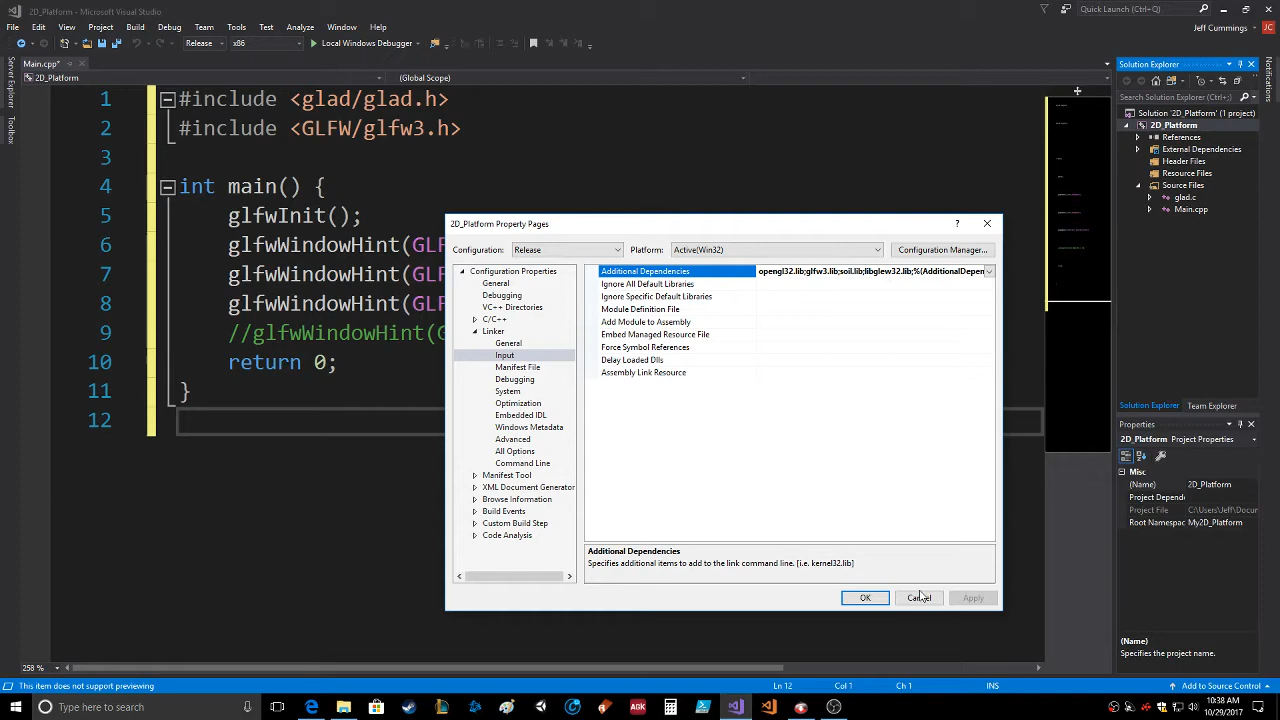 2D_Platform - Microsoft Visual Studio
Quick Launch (Ctrl+Q)
File Edit View Project Build Debug Team Tools Test Analyze Window Help
Jeff Cummings JC
Release x86 Local Windows Debugger
Main.cpp*
2D_Platform (Global Scope)
Server Explorer
Toolbox
Notifications
1 #include <glad/glad.h>
2 #include <GLFW/glfw3.h>
3
4 int main() {
5 glfwInit();
6 glfwWindowHint(GLF
7 glfwWindowHint(GLF
8 glfwWindowHint(GLF
9 //glfwWindowHint(G
10 return 0;
11 }
12
2D_Platform Property Pages
Configuration: Release Platform: Active(Win32) Configuration Manager...
Configuration Properties
General
Debugging
VC++ Directories
C/C++
Linker
General
Input
Manifest File
Debugging
System
Optimization
Embedded IDL
Windows Metadata
Advanced
All Options
Command Line
Manifest Tool
XML Document Generator
Browse Information
Build Events
Custom Build Step
Code Analysis
Additional Dependencies opengl32.lib;glfw3.lib;soil.lib;libglew32.lib;%(AdditionalDepen
Ignore All Default Libraries
Ignore Specific Default Libraries
Module Definition File
Add Module to Assembly
Embed Managed Resource File
Force Symbol References
Delay Loaded Dlls
Assembly Link Resource
Additional Dependencies
Specifies additional items to add to the link command line. [i.e. kernel32.lib]
OK Cancel Apply
Solution Explorer
Search Solution Explorer (Ctrl+;)
Solution '2D_Platform' (1 project)
2D_Platform
References
External Dependencies
Header Files
Resource Files
Source Files
glad.c
Main.cpp
Solution Explorer Team Explorer
Properties
2D_Platform Project Properties
Misc
(Name) 2D_Platform
Project Depende
Project File C:\Users\Jeff\Docum
Root Namespac My2D_Platform
(Name)
Specifies the project name.
258 %
This item does not support previewing Ln 12 Col 1 Ch 1 INS Add to Source Control
Type here to search
AGK
10:38 AM
10/29/2017